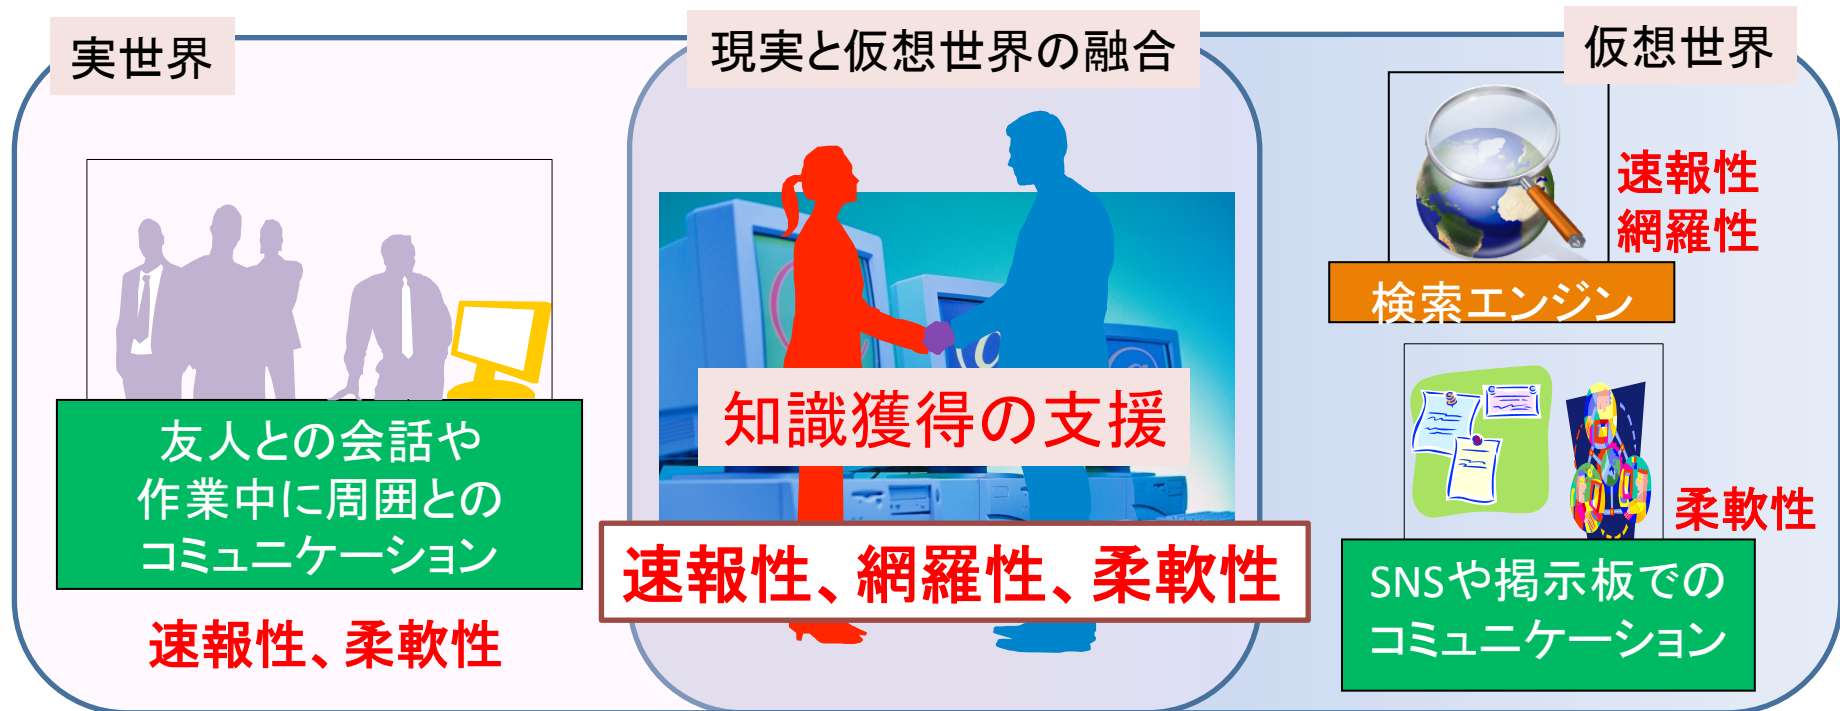 実世界
友人との会話や
作業中に周囲との
コミュニケーション
速報性、柔軟性
現実と仮想世界の融合
知識獲得の支援
速報性、網羅性、柔軟性
仮想世界
速報性
網羅性
検索エンジン
柔軟性
SNSや掲示板での
コミュニケーション